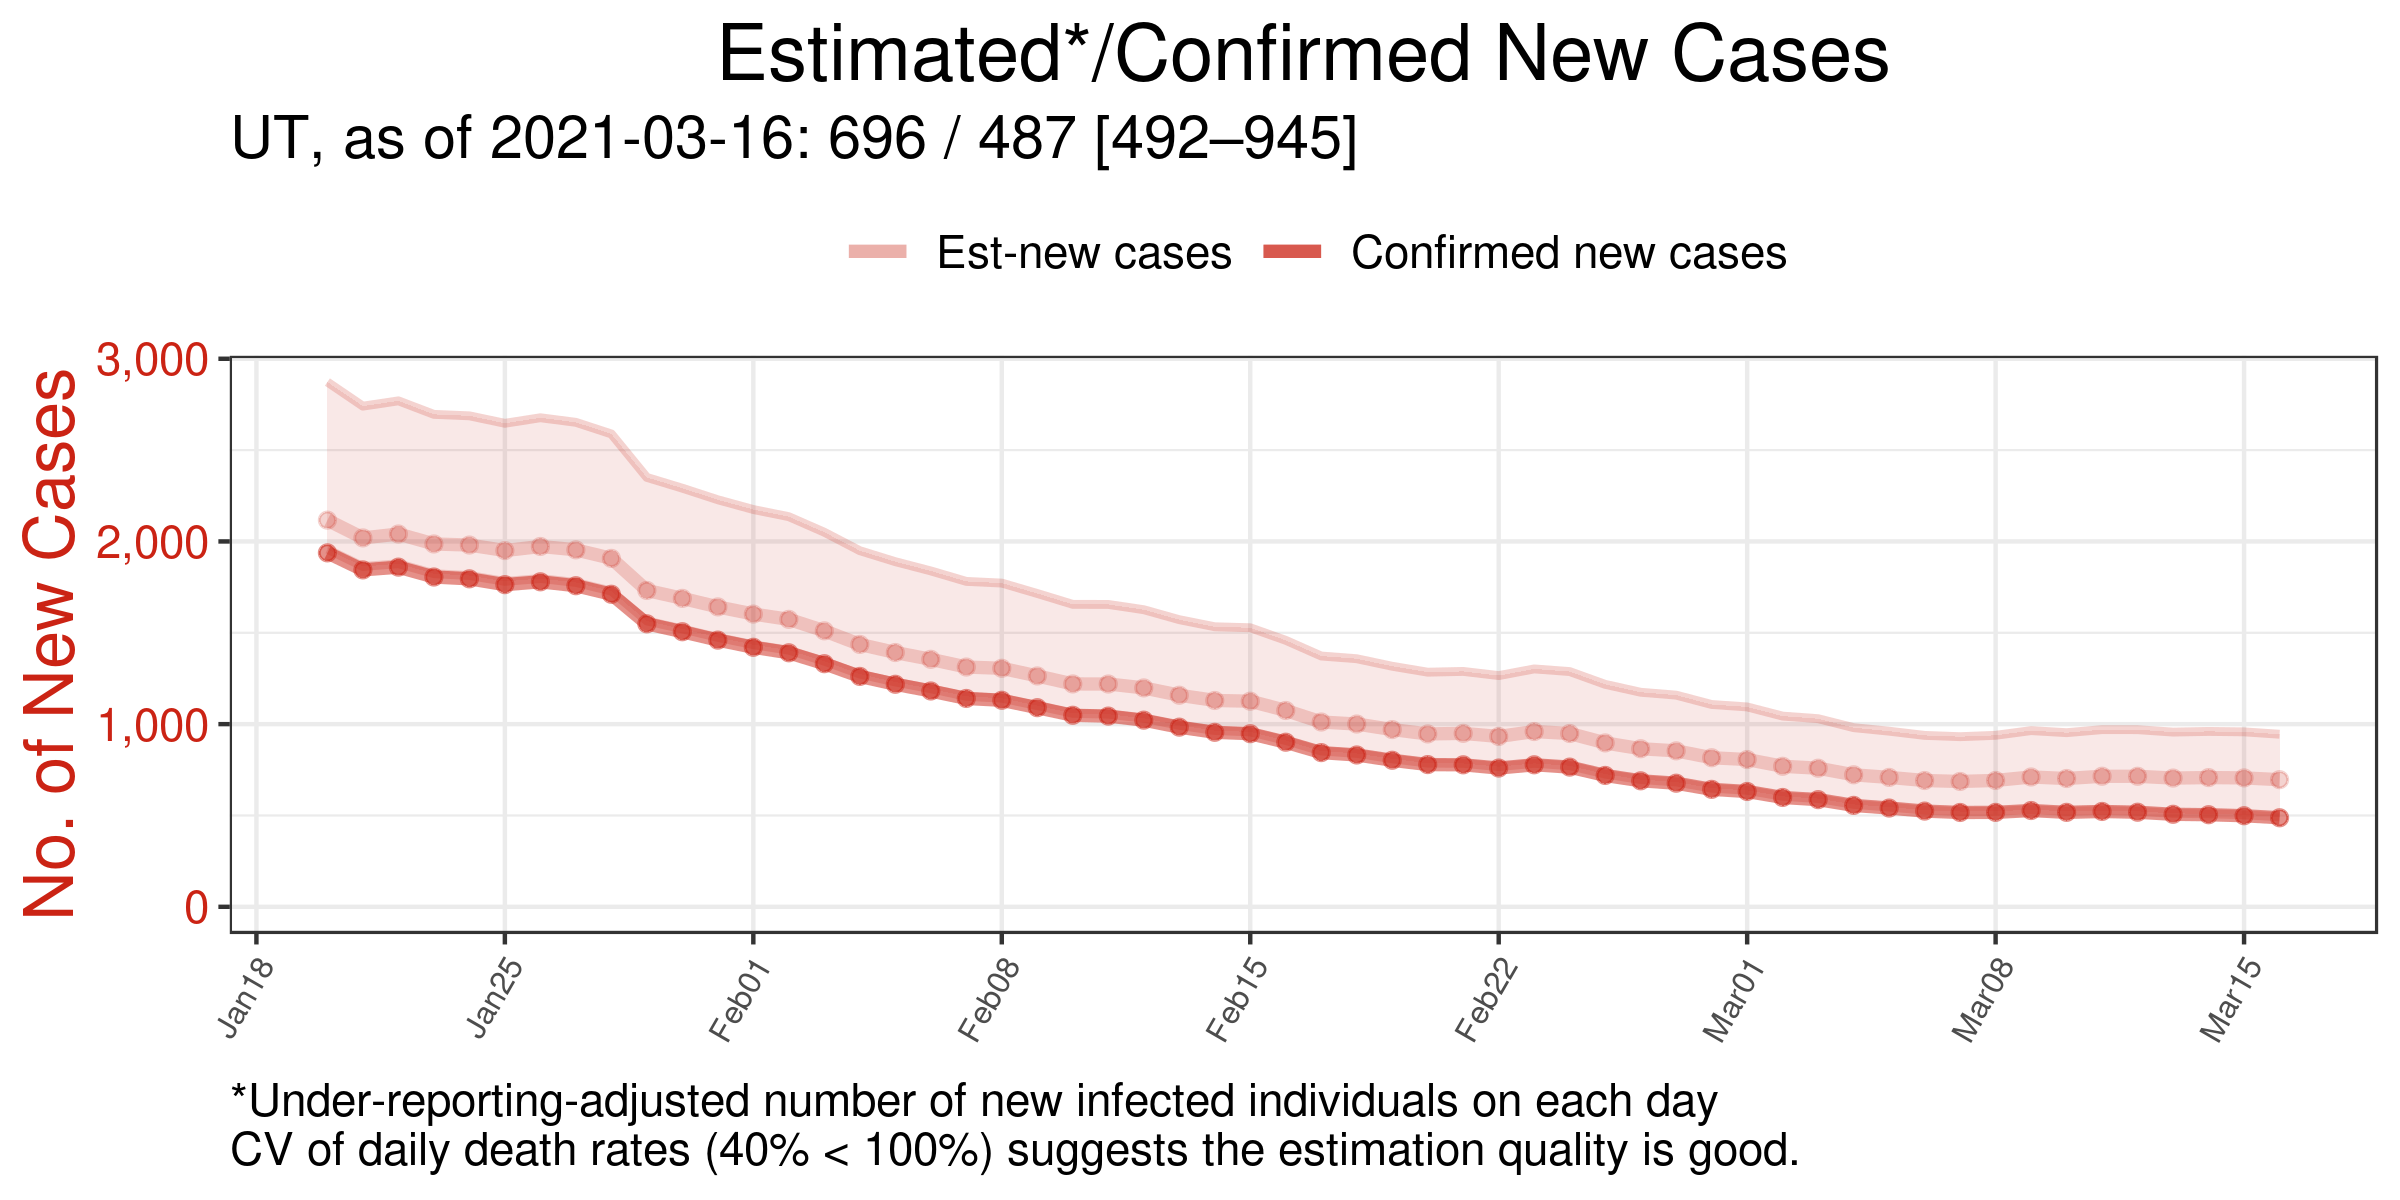 Estimated*/Confirmed New Cases
UT, as of 2021-03-16: 696 / 487 [492–945]
Est-new cases
Confirmed new cases
No. of New Cases
3,000
2,000
1,000
0
Jan18
Jan25
Feb01
Feb08
Feb15
Feb22
Mar01
Mar08
Mar15
*Under-reporting-adjusted number of new infected individuals on each day
CV of daily death rates (40% < 100%) suggests the estimation quality is good.